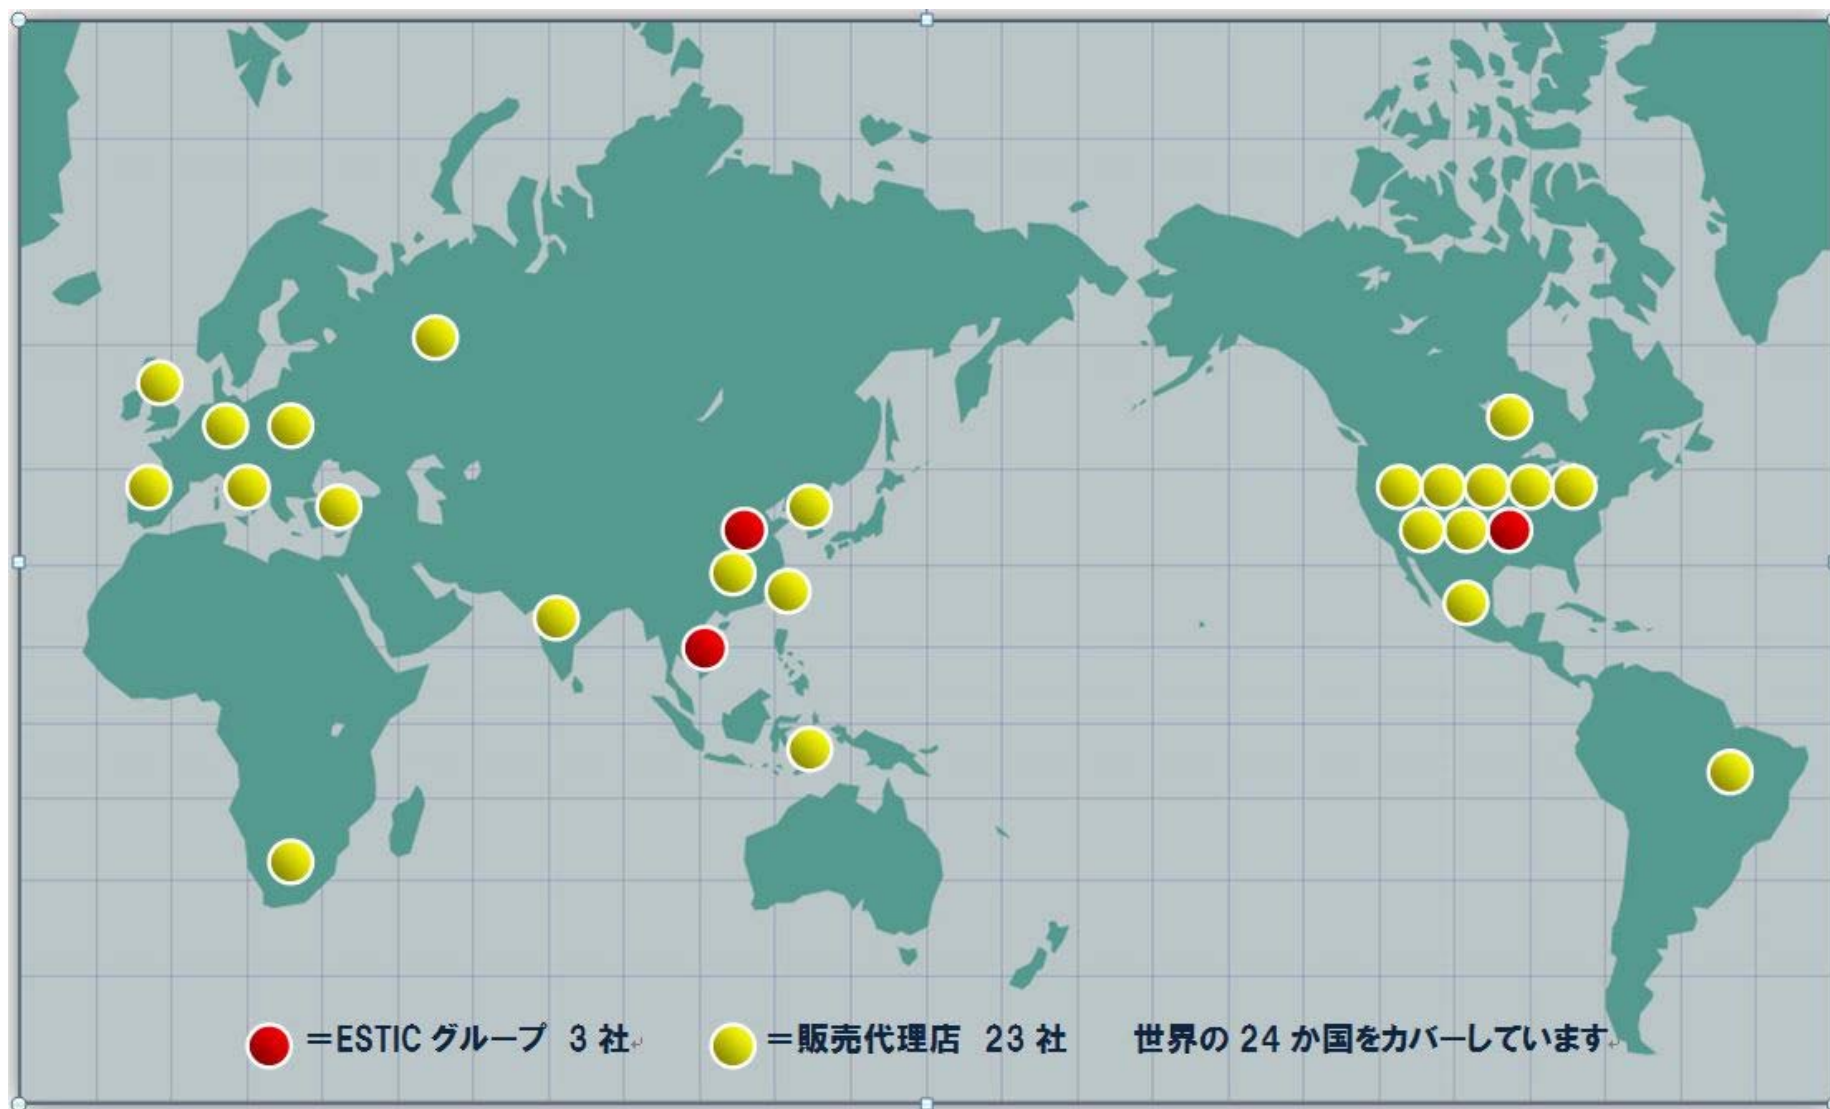 =ESTIC グループ 3 社 =販売代理店 23 社 世界の 24 か国をカバーしています